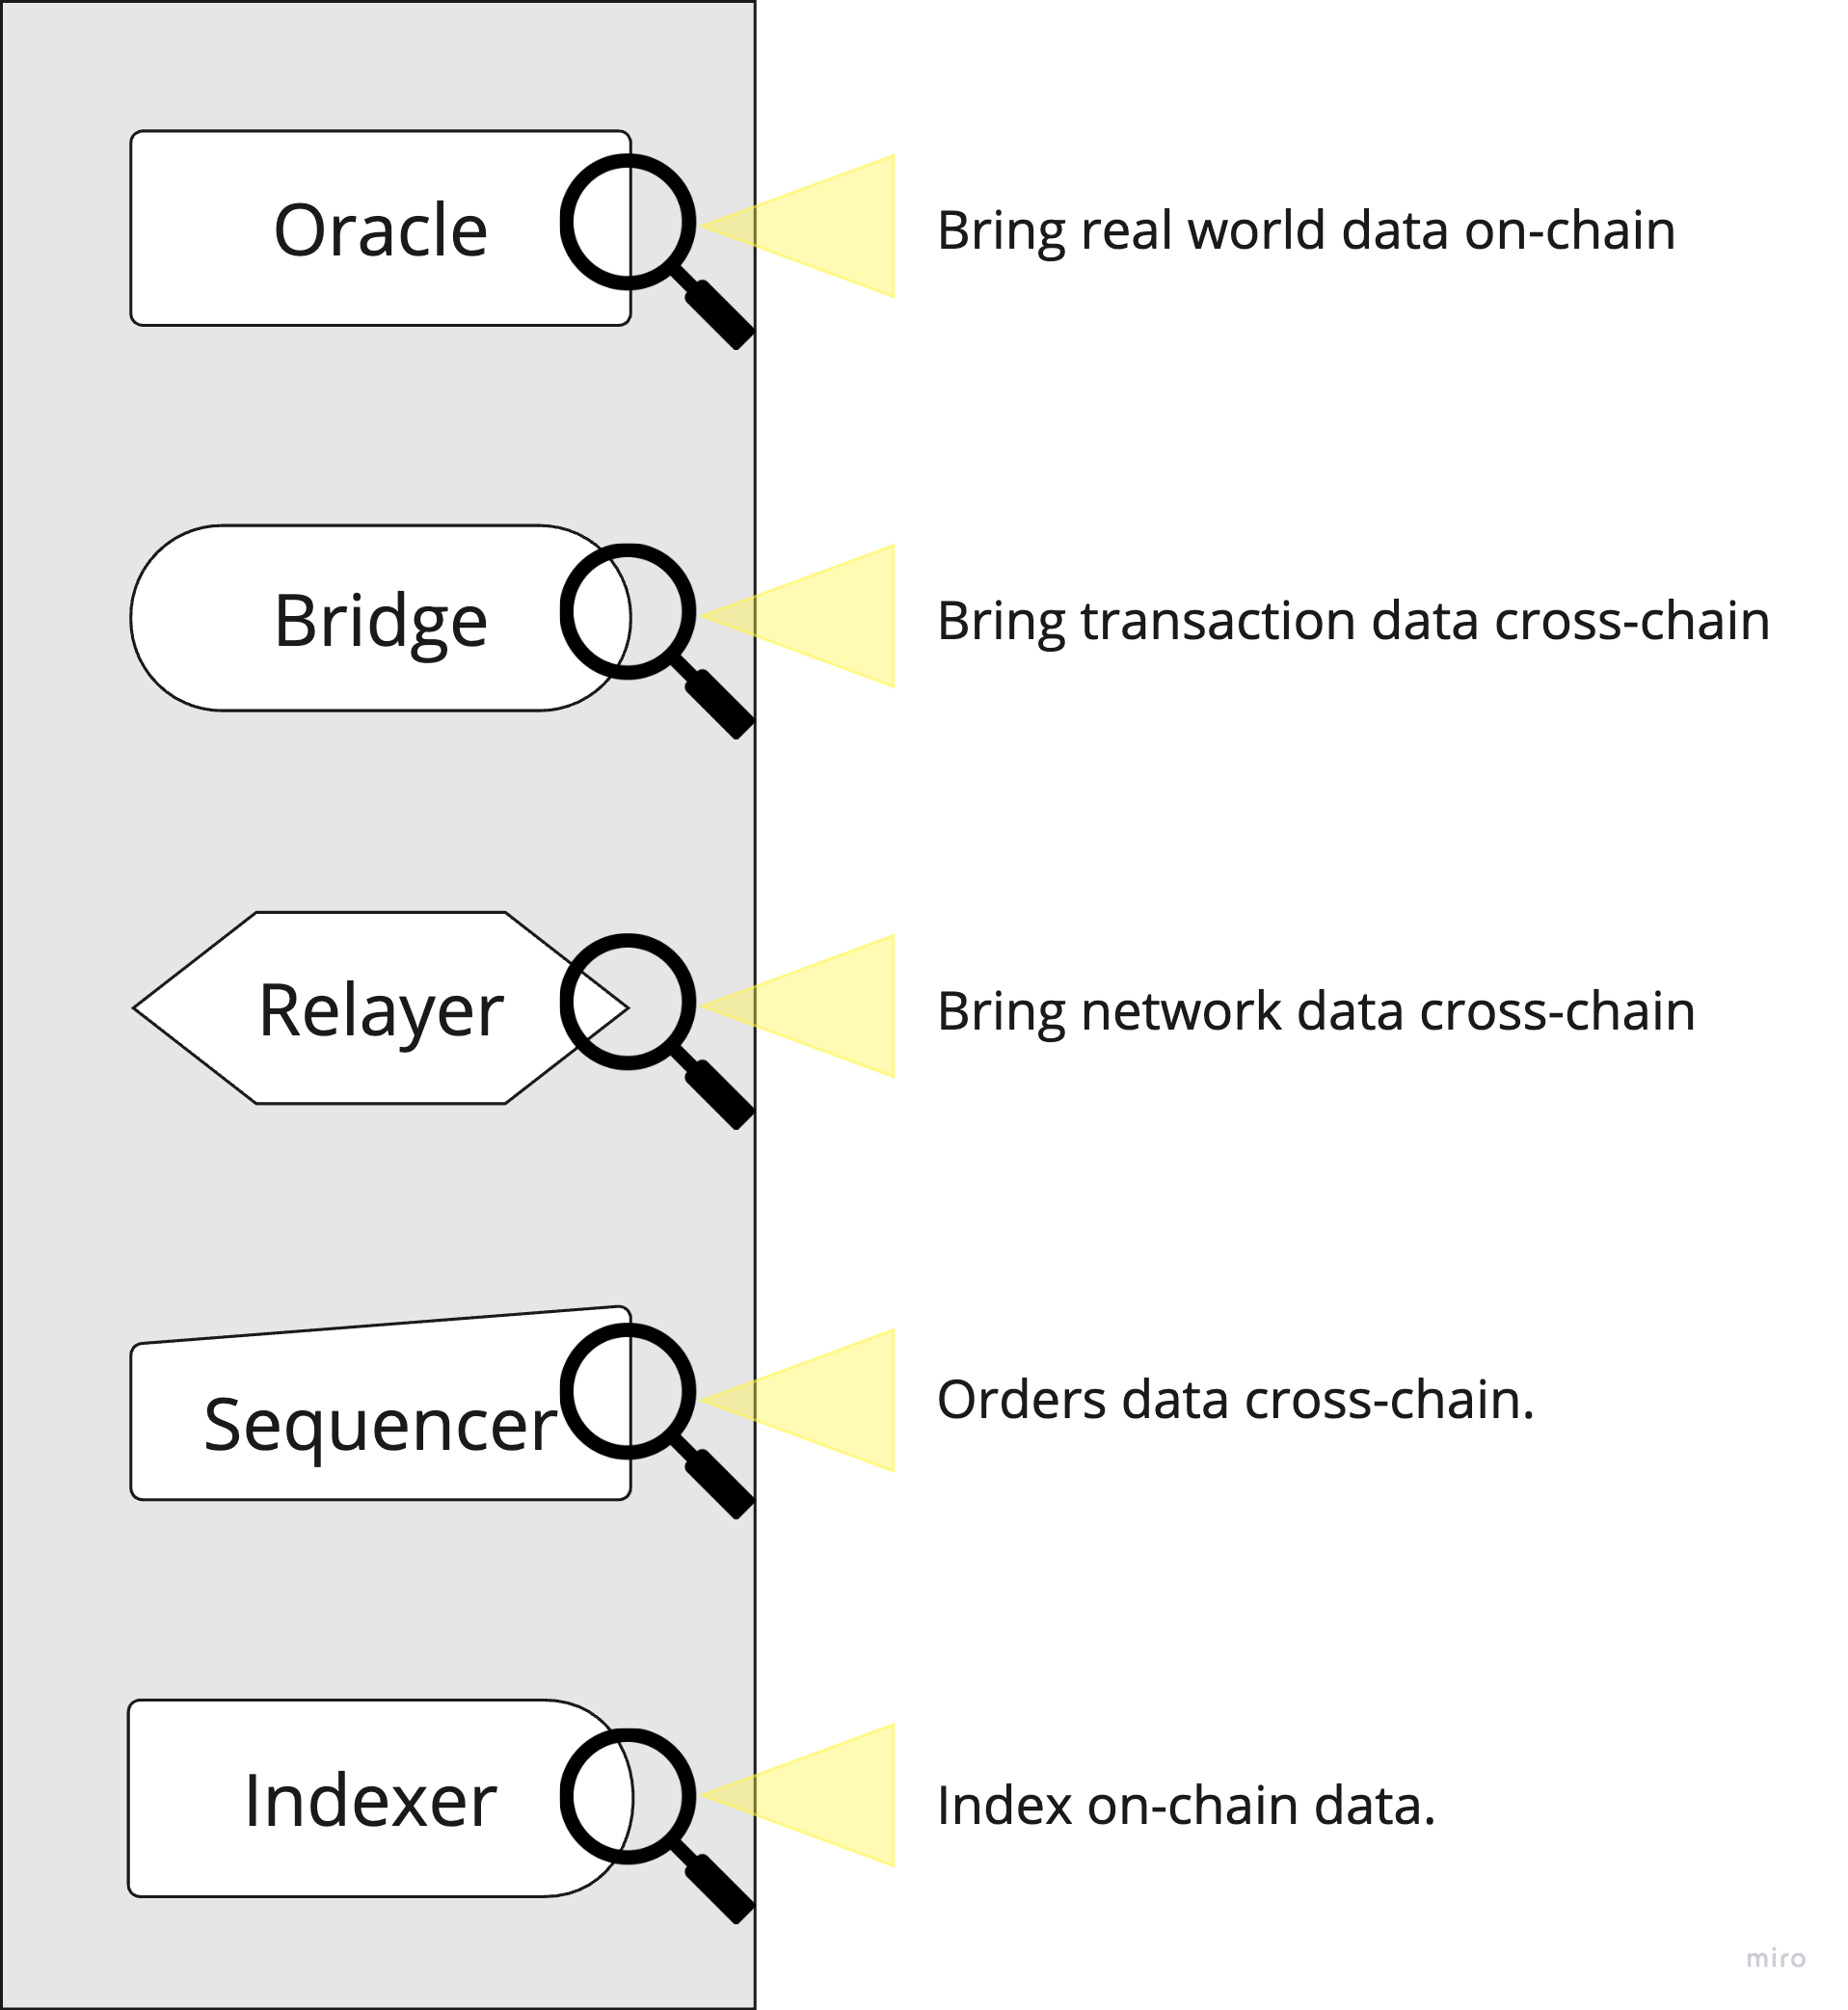 Oracle
Bring real world data on-chain
Bridge
Bring transaction data cross-chain
Relayer
Bring network data cross-chain
Sequencer
Orders data cross-chain.
Indexer
Index on-chain data.
miro